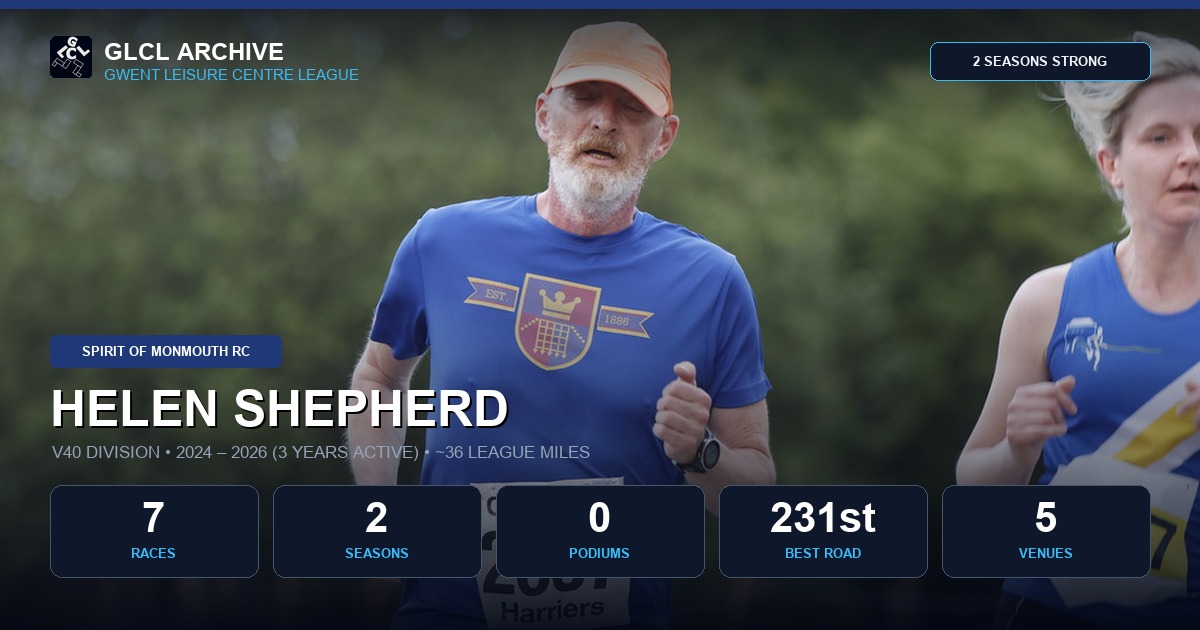 GLCL ARCHIVE
GWENT LEISURE CENTRE LEAGUE
2 SEASONS STRONG
EST.
1886
SPIRIT OF MONMOUTH RC
HELEN SHEPHERD
V40 DIVISION • 2024 – 2026 (3 YEARS ACTIVE) • ~36 LEAGUE MILES
7
RACES
2
SEASONS
0
PODIUMS
231st
BEST ROAD
5
VENUES
7
Harriers